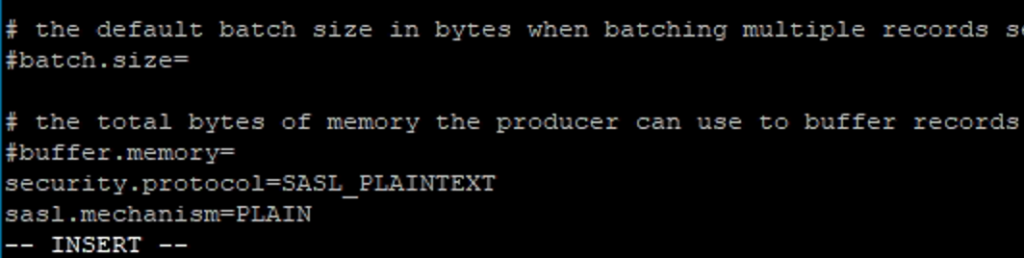 # the default batch size in bytes when batching multiple records
#batch.size=
# the total bytes of memory the producer can use to buffer records
#buffer.memory=
security.protocol=SASL_PLAINTEXT
sasl.mechanism=PLAIN
-- INSERT --